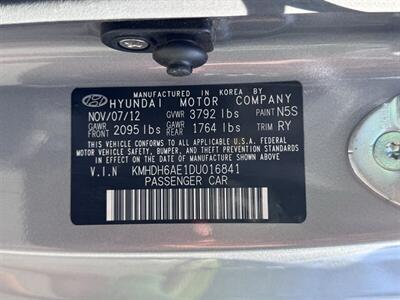 MANUFACTURED IN KOREA BY
HYUNDAI MOTOR COMPANY
NOV/07/12 GVWR 3792 lbs PAINT N5S
GAWR FRONT 2095 lbs GAWR REAR 1764 lbs TRIM RY
THIS VEHICLE CONFORMS TO ALL APPLICABLE U.S.A. FEDERAL
MOTOR VEHICLE SAFETY, BUMPER, AND THEFT PREVENTION STANDARDS
IN EFFECT ON THE DATE OF MANUFACTURE SHOWN ABOVE.
V.I.N KMHDH6AE1DU016841
PASSENGER CAR